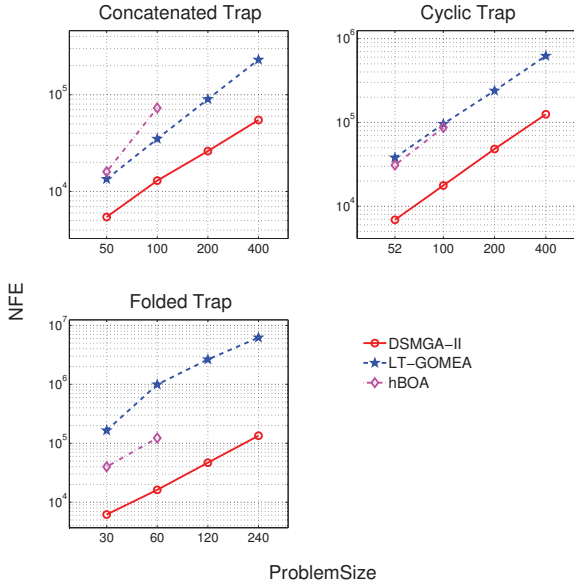 Concatenated Trap
10^5
10^4
50 100 200 400
Cyclic Trap
10^6
10^5
10^4
52 100 200 400
NFE
Folded Trap
10^7
10^6
10^5
10^4
30 60 120 240
DSMGA-II
LT-GOMEA
hBOA
ProblemSize